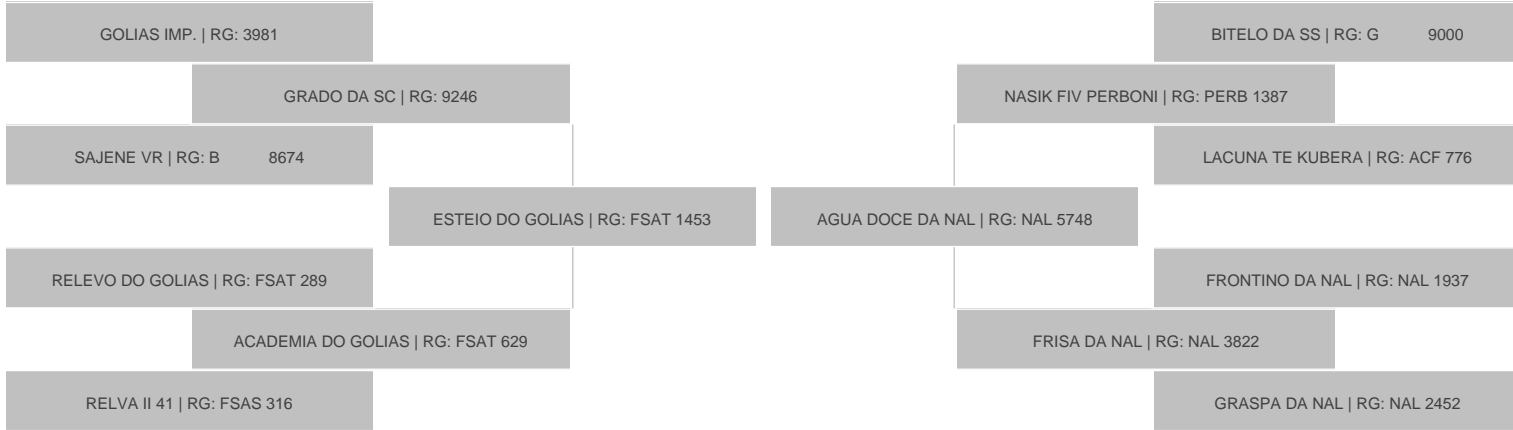 GOLIAS IMP. | RG: 3981
BITELO DA SS | RG: G 9000
GRADO DA SC | RG: 9246
NASIK FIV PERBONI | RG: PERB 1387
SAJENE VR | RG: B 8674
LACUNA TE KUBERA | RG: ACF 776
ESTEIO DO GOLIAS | RG: FSAT 1453
AGUA DOCE DA NAL | RG: NAL 5748
RELEVO DO GOLIAS | RG: FSAT 289
FRONTINO DA NAL | RG: NAL 1937
ACADEMIA DO GOLIAS | RG: FSAT 629
FRISA DA NAL | RG: NAL 3822
RELVA II 41 | RG: FSAS 316
GRASPA DA NAL | RG: NAL 2452